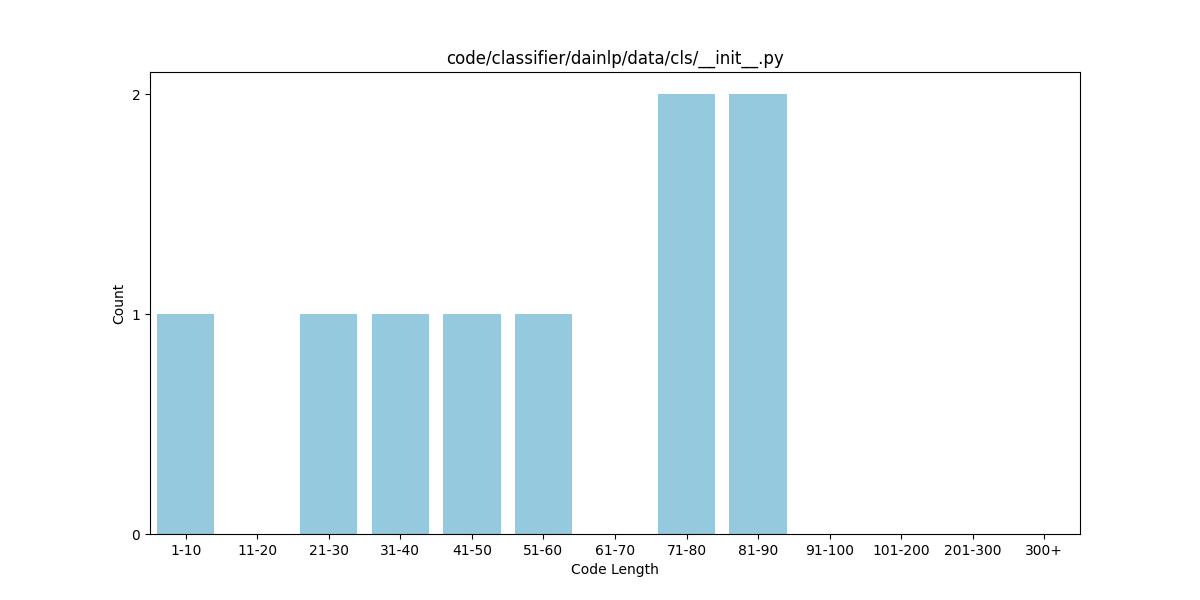 code/classifier/dainlp/data/cls/__init__.py
Count
2
1
0
1-10 11-20 21-30 31-40 41-50 51-60 61-70 71-80 81-90 91-100 101-200 201-300 300+
Code Length